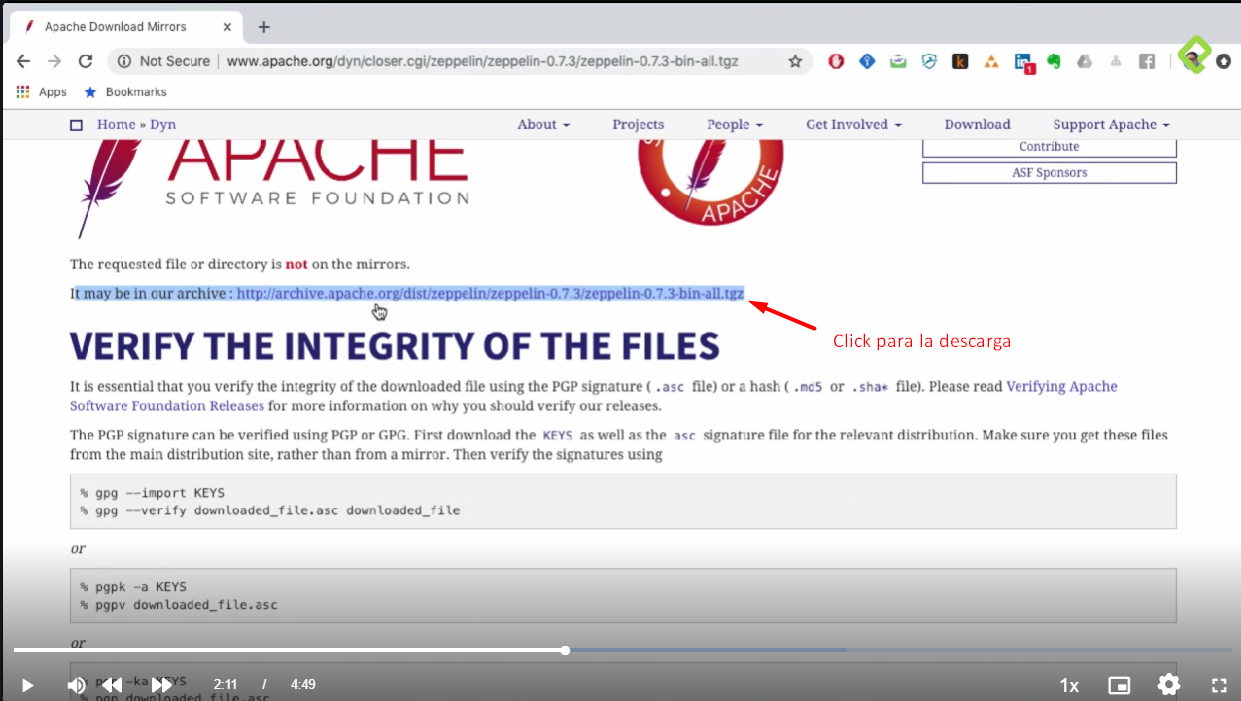 Apache Download Mirrors
Not Secure | www.apache.org/dyn/closer.cgi/zeppelin/zeppelin-0.7.3/zeppelin-0.7.3-bin-all.tgz
1
Apps Bookmarks
Home » Dyn About Projects People Get Involved Download Support Apache
APACHE
SOFTWARE FOUNDATION
APACHE
Contribute
ASF Sponsors
The requested file or directory is not on the mirrors.
It may be in our archive : http://archive.apache.org/dist/zeppelin/zeppelin-0.7.3/zeppelin-0.7.3-bin-all.tgz
Click para la descarga
VERIFY THE INTEGRITY OF THE FILES
It is essential that you verify the integrity of the downloaded file using the PGP signature ( .asc file) or a hash ( .md5 or .sha* file). Please read Verifying Apache
Software Foundation Releases for more information on why you should verify our releases.
The PGP signature can be verified using PGP or GPG. First download the KEYS as well as the asc signature file for the relevant distribution. Make sure you get these files
from the main distribution site, rather than from a mirror. Then verify the signatures using
% gpg --import KEYS
% gpg --verify downloaded_file.asc downloaded_file
or
% pgpk -a KEYS
% pgpv downloaded_file.asc
or
% pgp -ka KEYS
% pgp downloaded_file.asc
2:11 / 4:49
1x